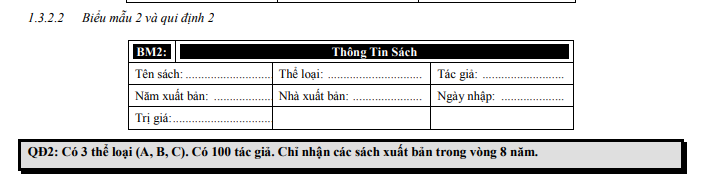 1.3.2.2 Biểu mẫu 2 và qui định 2
BM2: Thông Tin Sách
Tên sách: ........................... Thể loại: .............................. Tác giả: ..........................
Năm xuất bản: .................. Nhà xuất bản: ...................... Ngày nhập: ....................
Trị giá:...............................
QĐ2: Có 3 thể loại (A, B, C). Có 100 tác giả. Chỉ nhận các sách xuất bản trong vòng 8 năm.